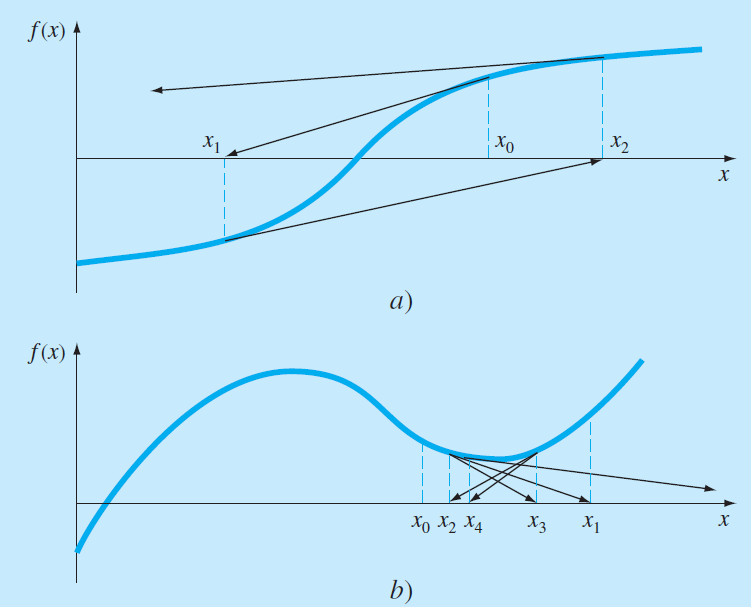 f(x)
x₁ x₀ x₂
x
a)
f(x)
x₀ x₂ x₄ x₃ x₁ x
b)